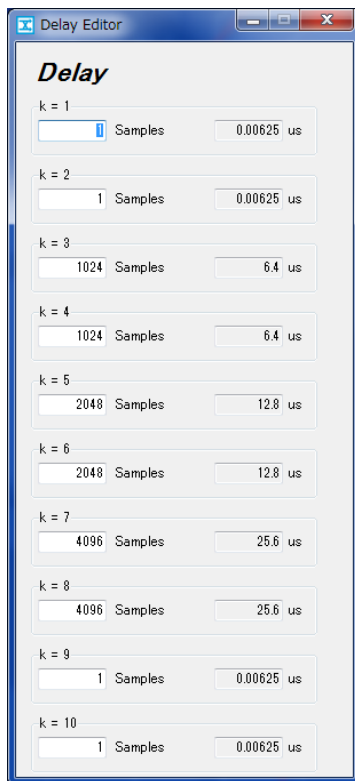 Delay Editor
Delay
k = 1
1 Samples 0.00625 us
k = 2
1 Samples 0.00625 us
k = 3
1024 Samples 6.4 us
k = 4
1024 Samples 6.4 us
k = 5
2048 Samples 12.8 us
k = 6
2048 Samples 12.8 us
k = 7
4096 Samples 25.6 us
k = 8
4096 Samples 25.6 us
k = 9
1 Samples 0.00625 us
k = 10
1 Samples 0.00625 us